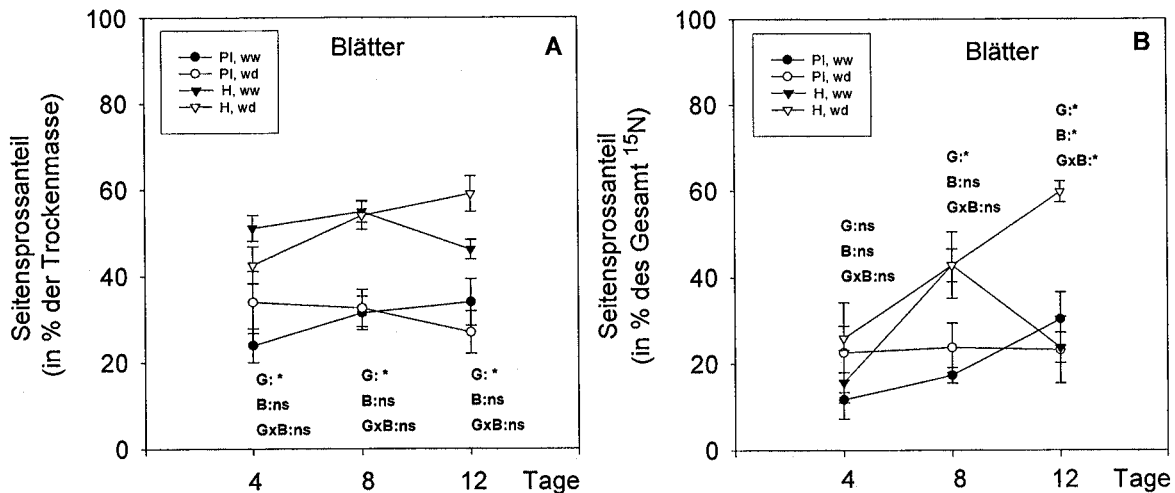 100
80
60
40
20
0
Seitensprossanteil
(in % der Trockenmasse)
Pl, ww
Pl, wd
H, ww
H, wd
Blätter
A
G: *
B:ns
GxB:ns
G: *
B:ns
GxB:ns
G: *
B:ns
GxB:ns
4
8
12
Tage
100
80
60
40
20
0
Seitensprossanteil
(in % des Gesamt ¹⁵N)
Pl, ww
Pl, wd
H, ww
H, wd
Blätter
B
G:ns
B:ns
GxB:ns
G:*
B:ns
GxB:ns
G:*
B:*
GxB:*
4
8
12
Tage